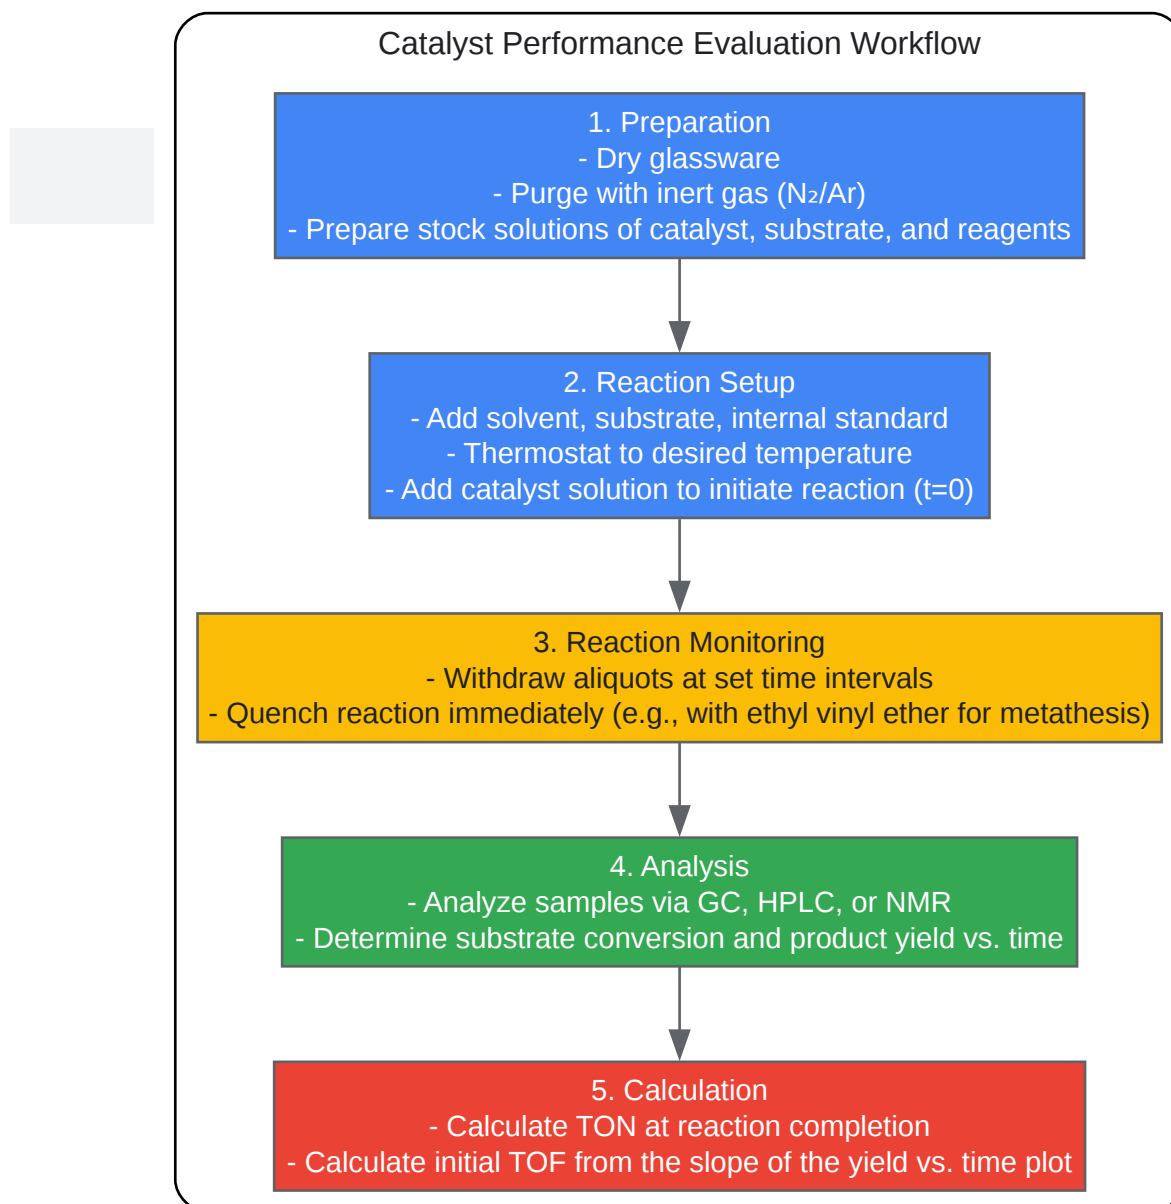 Catalyst Performance Evaluation Workflow
1. Preparation
- Dry glassware
- Purge with inert gas (N₂/Ar)
- Prepare stock solutions of catalyst, substrate, and reagents
2. Reaction Setup
- Add solvent, substrate, internal standard
- Thermostat to desired temperature
- Add catalyst solution to initiate reaction (t=0)
3. Reaction Monitoring
- Withdraw aliquots at set time intervals
- Quench reaction immediately (e.g., with ethyl vinyl ether for metathesis)
4. Analysis
- Analyze samples via GC, HPLC, or NMR
- Determine substrate conversion and product yield vs. time
5. Calculation
- Calculate TON at reaction completion
- Calculate initial TOF from the slope of the yield vs. time plot